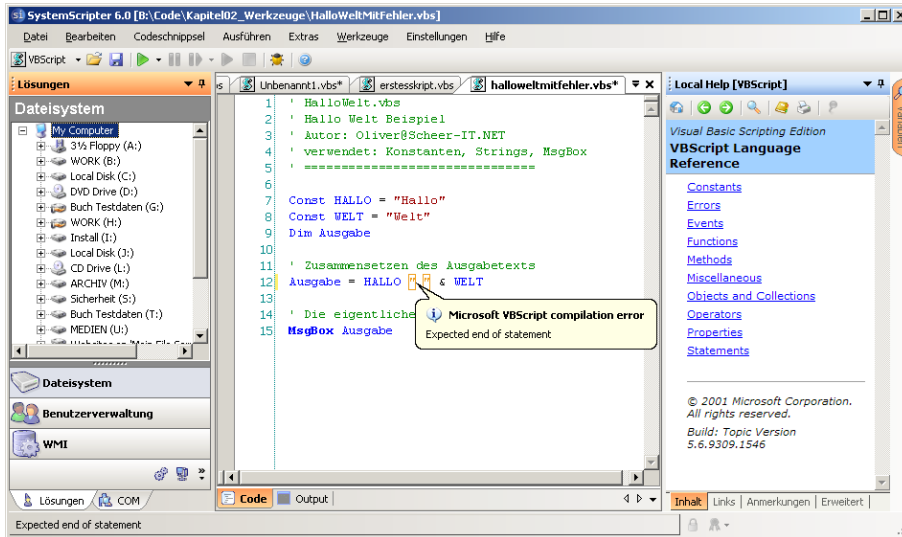 SystemScripter 6.0 [B:\Code\Kapitel02_Werkzeuge\HalloWeltMitFehler.vbs]
Datei Bearbeiten Codeschnippsel Ausführen Extras Werkzeuge Einstellungen Hilfe
VBScript
Lösungen
Dateisystem
My Computer
3½ Floppy (A:)
WORK (B:)
Local Disk (C:)
DVD Drive (D:)
Buch Testdaten (G:)
WORK (H:)
Install (I:)
Local Disk (J:)
CD Drive (L:)
ARCHIV (M:)
Sicherheit (S:)
Buch Testdaten (T:)
MEDIEN (U:)
Dateisystem
Benutzerverwaltung
WMI
Lösungen COM
Unbenannt1.vbs* erstesskript.vbs halloweltmitfehler.vbs*
1 ' HalloWelt.vbs
2 ' Hallo Welt Beispiel
3 ' Autor: Oliver@Scheer-IT.NET
4 ' verwendet: Konstanten, Strings, MsgBox
5 ' ==============================
6
7 Const HALLO = "Hallo"
8 Const WELT = "Welt"
9 Dim Ausgabe
10
11 ' Zusammensetzen des Ausgabetexts
12 Ausgabe = HALLO " " & WELT
13
14 ' Die eigentliche
15 MsgBox Ausgabe
Microsoft VBScript compilation error
Expected end of statement
Code Output
Local Help [VBScript]
Visual Basic Scripting Edition
VBScript Language
Reference
Constants
Errors
Events
Functions
Methods
Miscellaneous
Objects and Collections
Operators
Properties
Statements
© 2001 Microsoft Corporation.
All rights reserved.
Build: Topic Version
5.6.9309.1546
Inhalt Links Anmerkungen Erweitert
Expected end of statement